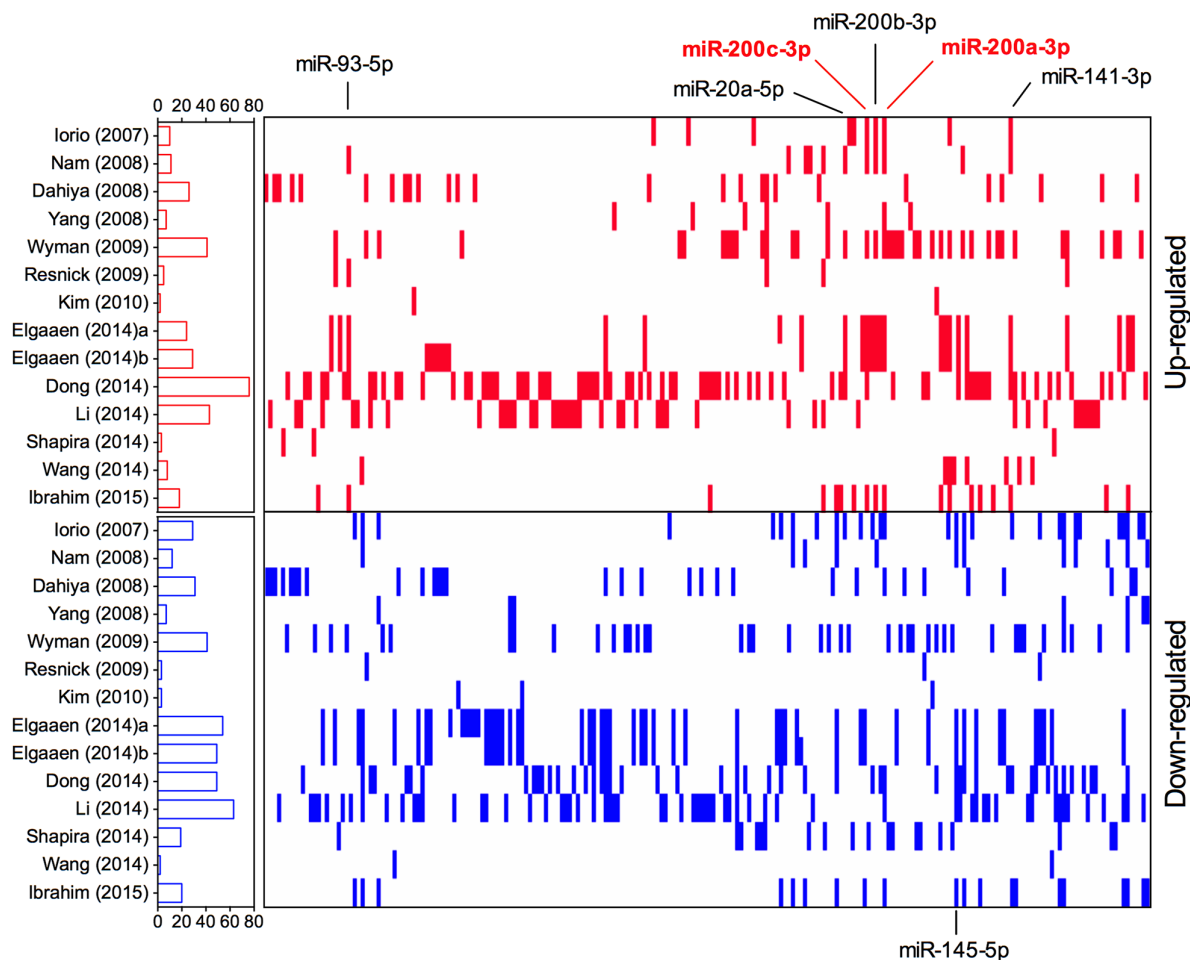 miR-200b-3p
miR-200c-3p
miR-200a-3p
miR-93-5p
miR-20a-5p
miR-141-3p
0 20 40 60 80
Iorio (2007)
Nam (2008)
Dahiya (2008)
Yang (2008)
Wyman (2009)
Resnick (2009)
Kim (2010)
Elgaaen (2014)a
Elgaaen (2014)b
Dong (2014)
Li (2014)
Shapira (2014)
Wang (2014)
Ibrahim (2015)
Up-regulated
Iorio (2007)
Nam (2008)
Dahiya (2008)
Yang (2008)
Wyman (2009)
Resnick (2009)
Kim (2010)
Elgaaen (2014)a
Elgaaen (2014)b
Dong (2014)
Li (2014)
Shapira (2014)
Wang (2014)
Ibrahim (2015)
Down-regulated
0 20 40 60 80
miR-145-5p